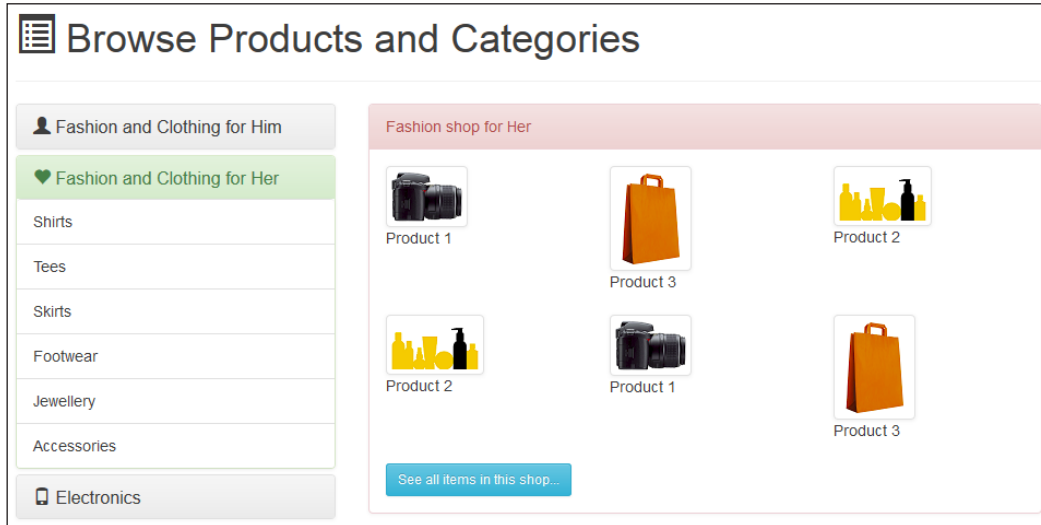 Browse Products and Categories
Fashion and Clothing for Him
Fashion and Clothing for Her
Shirts
Tees
Skirts
Footwear
Jewellery
Accessories
Electronics
Fashion shop for Her
Product 1
Product 3
Product 2
Product 2
Product 1
Product 3
See all items in this shop...